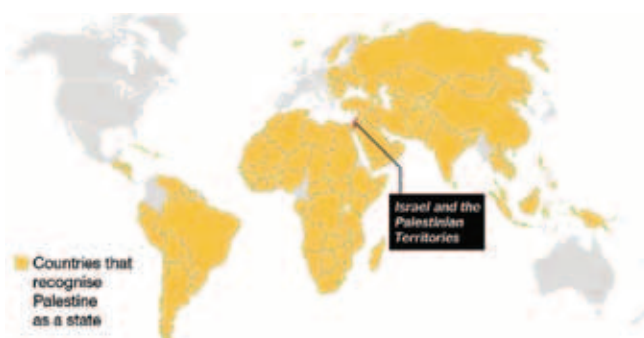 Israel and the
Palestinian
Territories
Countries that
recognise
Palestine
as a state